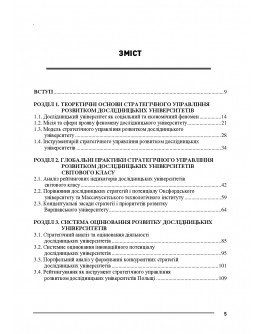 ЗМІСТ
ВСТУП 9
РОЗДІЛ 1. ТЕОРЕТИЧНІ ОСНОВИ СТРАТЕГІЧНОГО УПРАВЛІННЯ
РОЗВИТКОМ ДОСЛІДНИЦЬКИХ УНІВЕРСИТЕТІВ
1.1. Дослідницький університет як соціальний та економічний феномен 14
1.2. Місія та сфери прояву феномену дослідницького університету 21
1.3. Модель стратегічного управління розвитком дослідницького
університету 28
1.4. Інструментарій стратегічного управління розвитком дослідницьких
університетів 34
РОЗДІЛ 2. ГЛОБАЛЬНІ ПРАКТИКИ СТРАТЕГІЧНОГО УПРАВЛІННЯ
РОЗВИТКОМ ДОСЛІДНИЦЬКИХ УНІВЕРСИТЕТІВ
СВІТОВОГО КЛАСУ
2.1. Аналіз рейтингових індикаторів дослідницьких університетів
світового класу 42
2.2. Порівняння дослідницьких стратегій і потенціалу Оксфордського
університету та Массачусетського технологічного інституту 59
2.3. Концептуальні засади стратегії і пріоритетів розвитку
Варшавського університету 64
РОЗДІЛ 3. СИСТЕМА ОЦІНЮВАННЯ РОЗВИТКУ ДОСЛІДНИЦЬКИХ
УНІВЕРСИТЕТІВ
3.1. Стратегічний аналіз та оцінювання діяльності
дослідницьких університетів 85
3.2. Системне оцінювання інноваційного потенціалу
дослідницьких університетів 95
3.3. Портфельний аналіз у формуванні конкурентних стратегій
дослідницьких університетів 101
3.4. Рейтингування як інструмент стратегічного управління
розвитком дослідницьких університетів Польщі 109
5